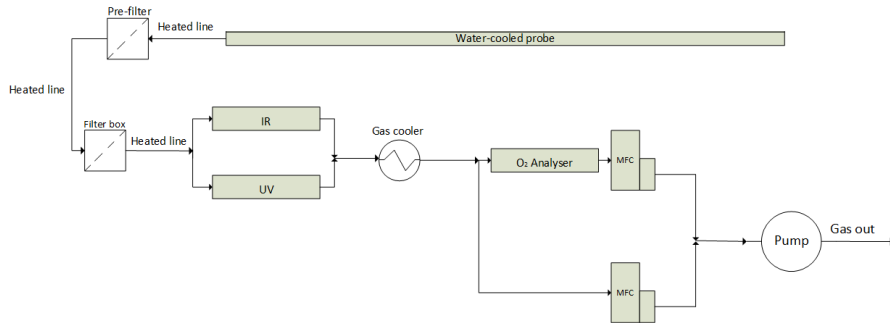 Pre-filter
Heated line
Water-cooled probe
Heated line
Filter box
Heated line
IR
UV
Gas cooler
O₂ Analyser
MFC
MFC
Pump
Gas out